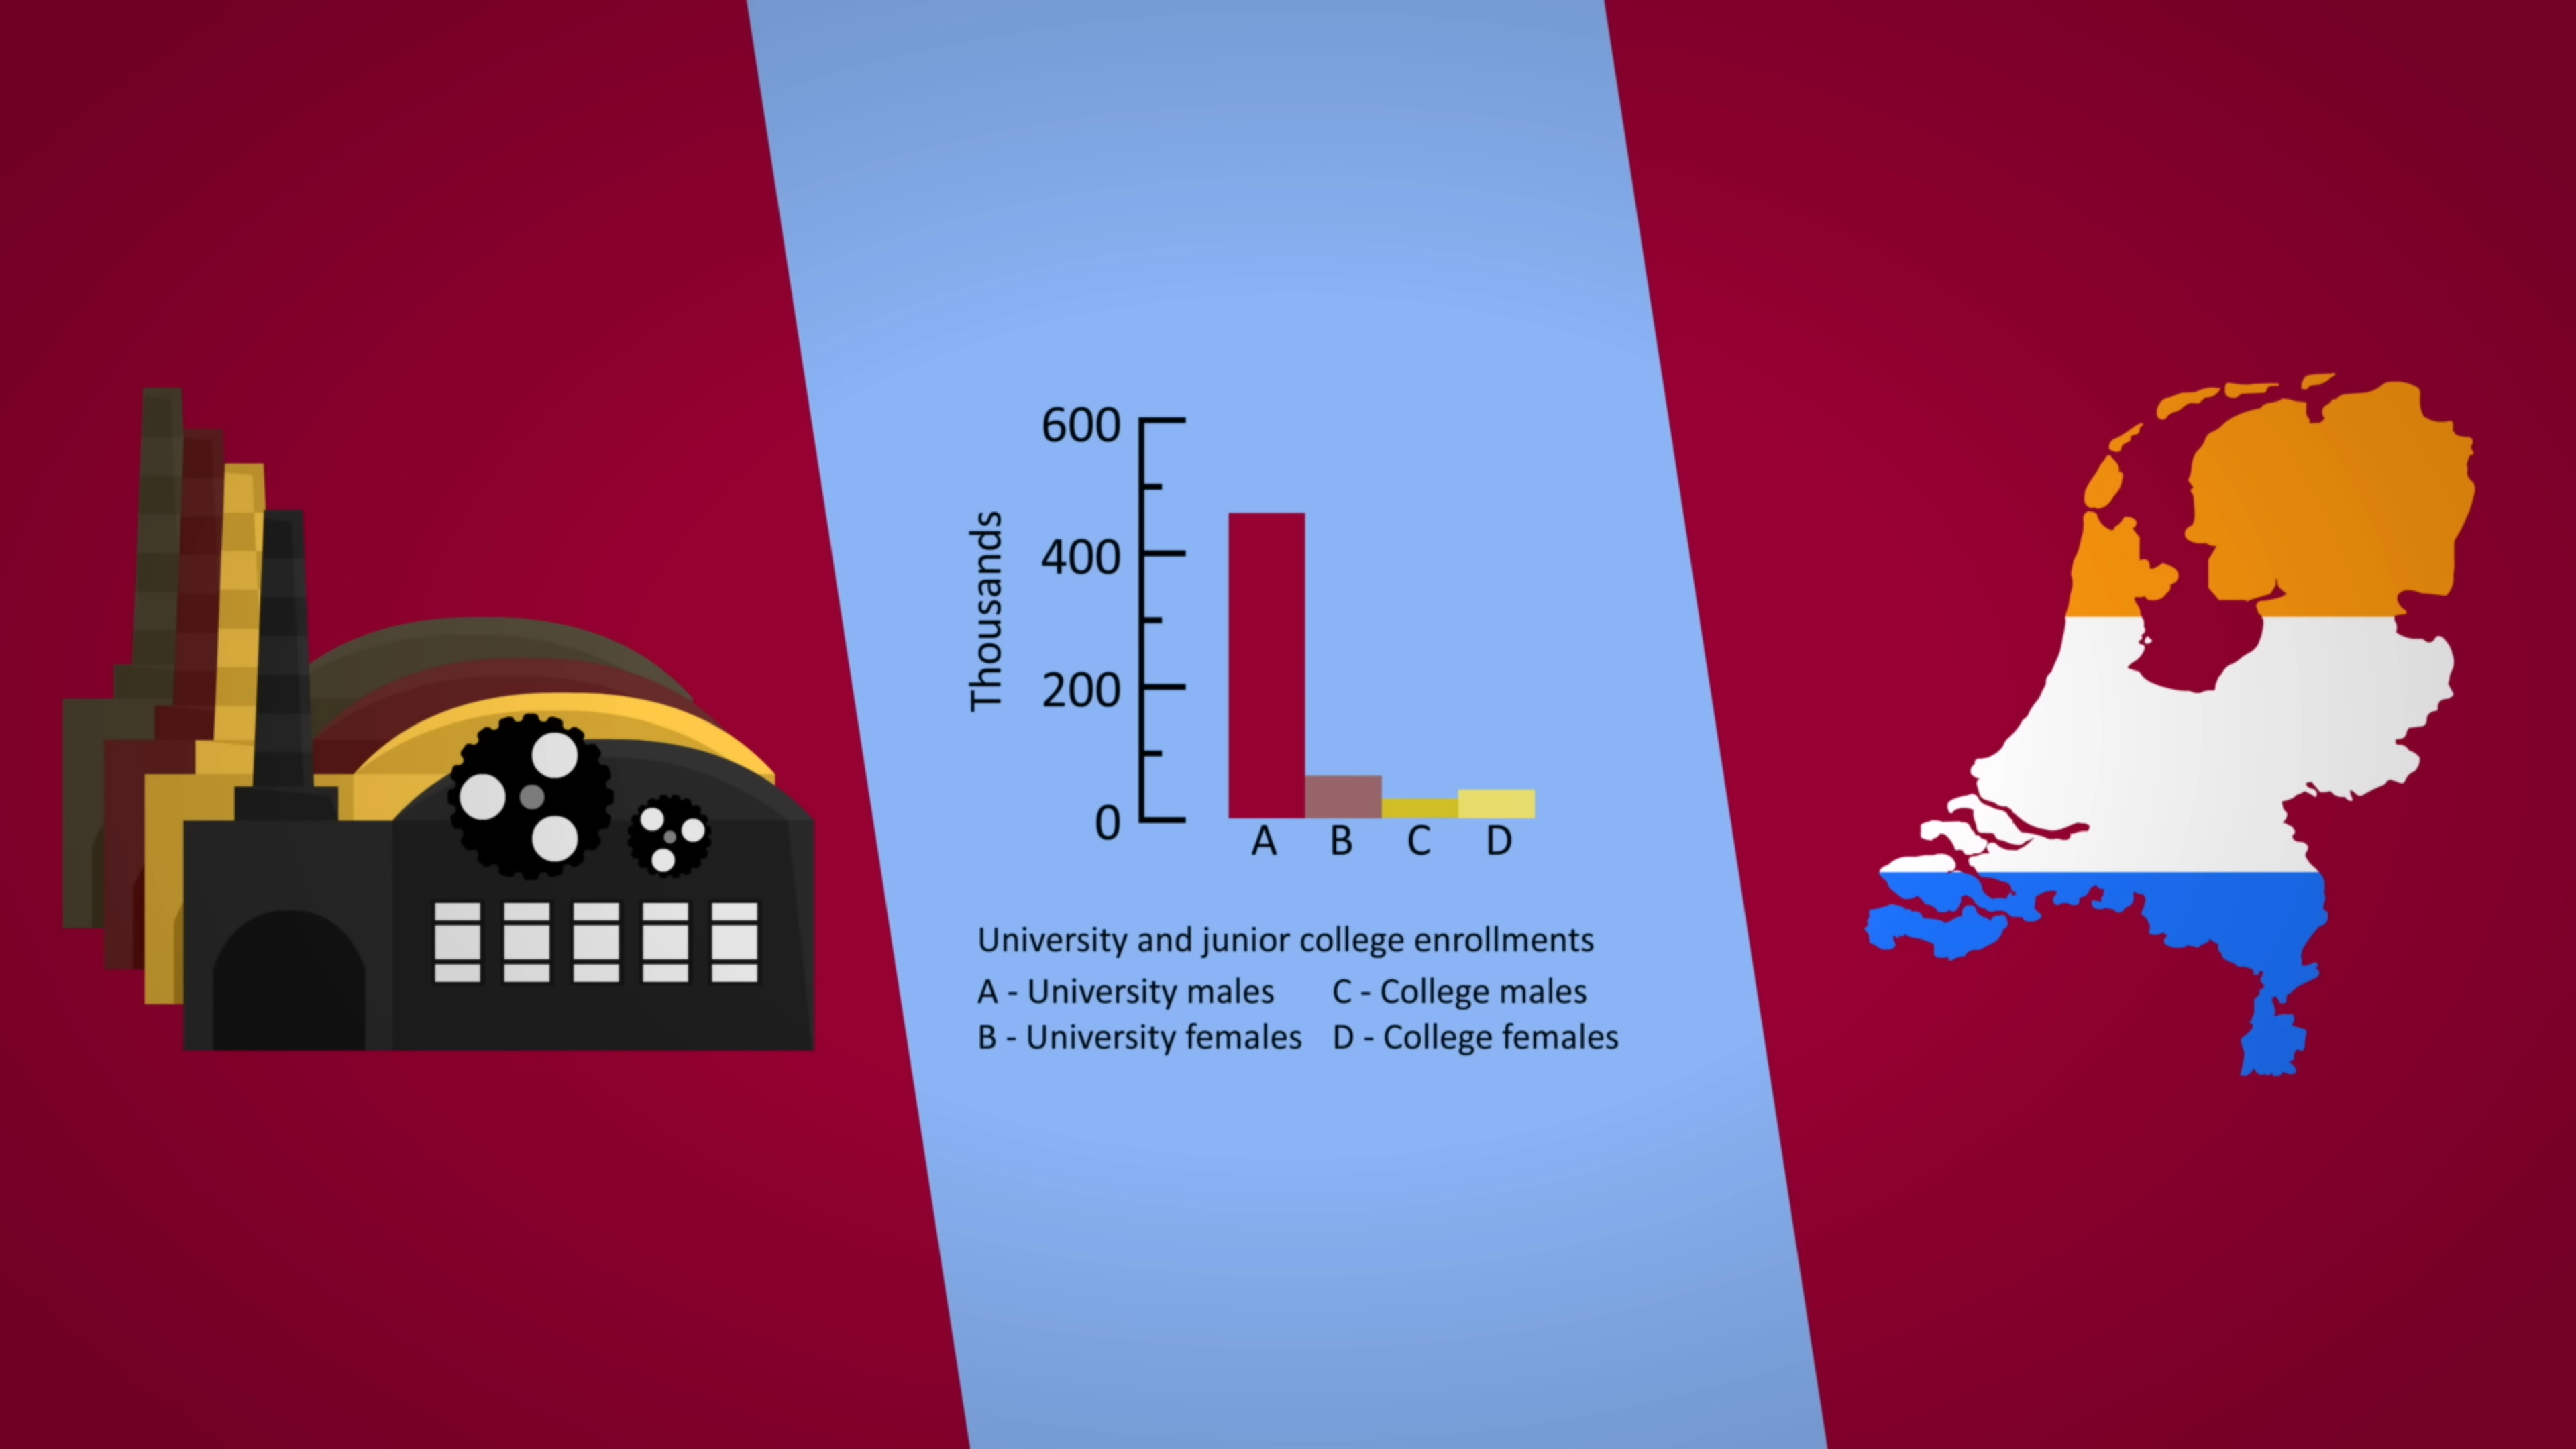 600
400
200
0
Thousands
A B C D
University and junior college enrollments
A - University males C - College males
B - University females D - College females